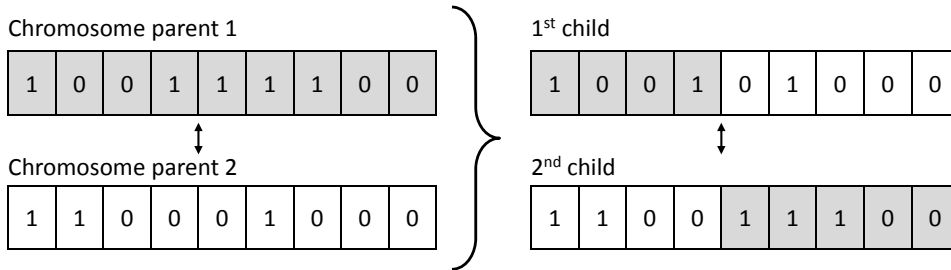 Chromosome parent 1
1 0 0 1 1 1 1 0 0
Chromosome parent 2
1 1 0 0 0 1 0 0 0
1st child
1 0 0 1 0 1 0 0 0
2nd child
1 1 0 0 1 1 1 0 0